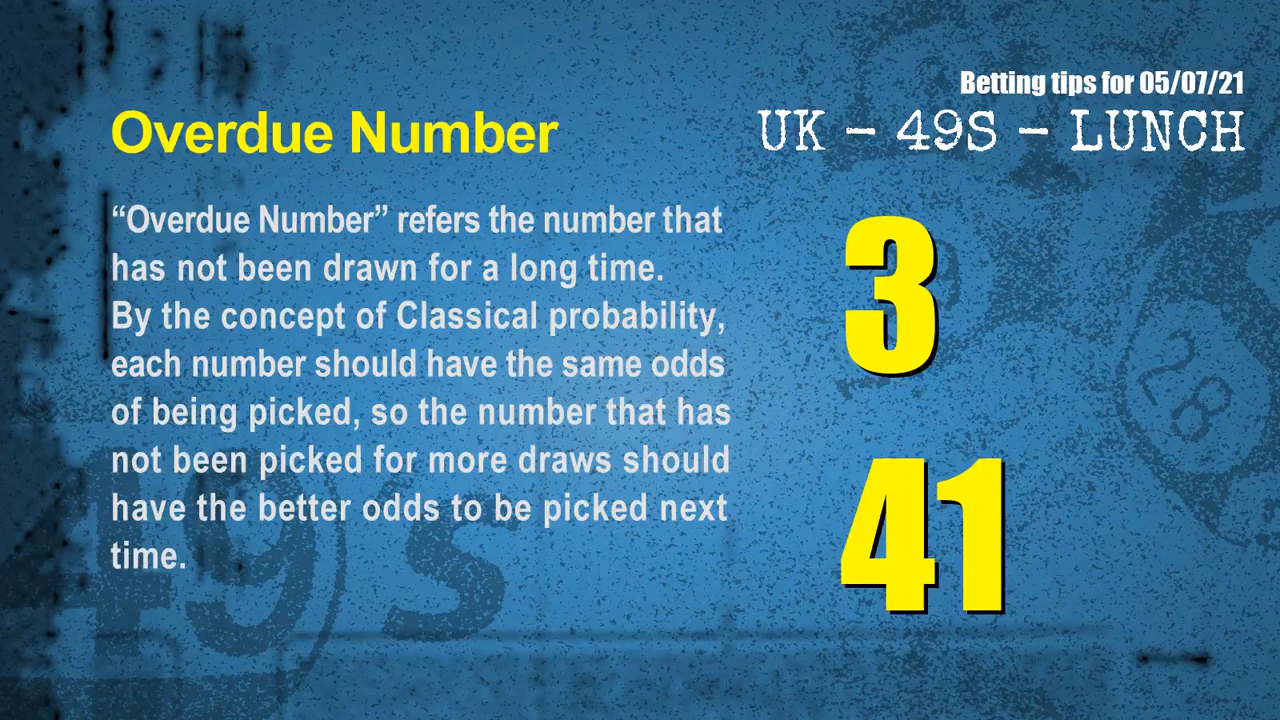 Betting tips for 05/07/21
UK - 49S - LUNCH
Overdue Number
“Overdue Number” refers the number that
has not been drawn for a long time.
By the concept of Classical probability,
each number should have the same odds
of being picked, so the number that has
not been picked for more draws should
have the better odds to be picked next
time.
3
41
28
49's